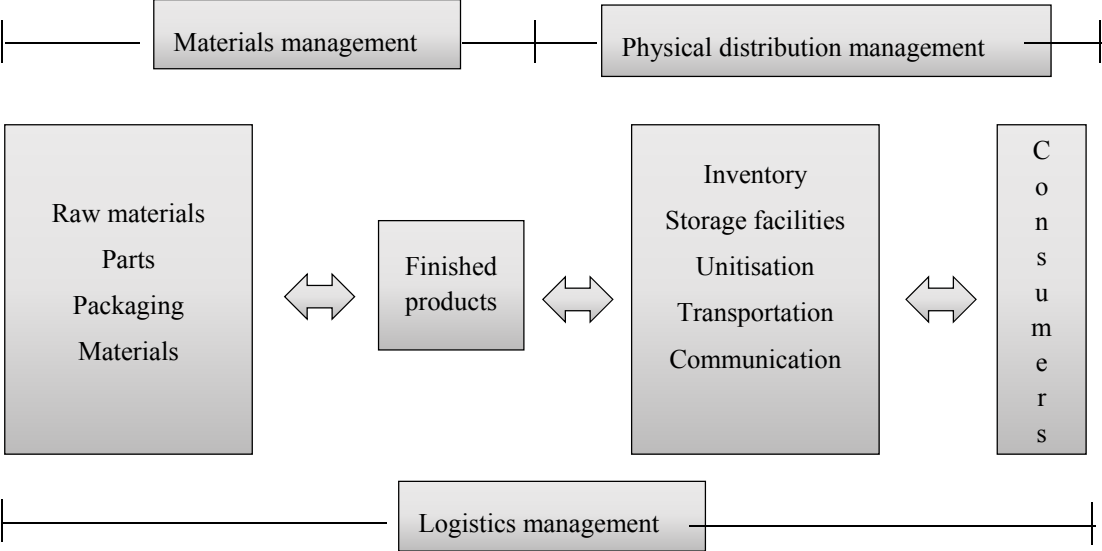 Materials management
Physical distribution management
Raw materials
Parts
Packaging
Materials
Finished
products
Inventory
Storage facilities
Unitisation
Transportation
Communication
C
o
n
s
u
m
e
r
s
Logistics management